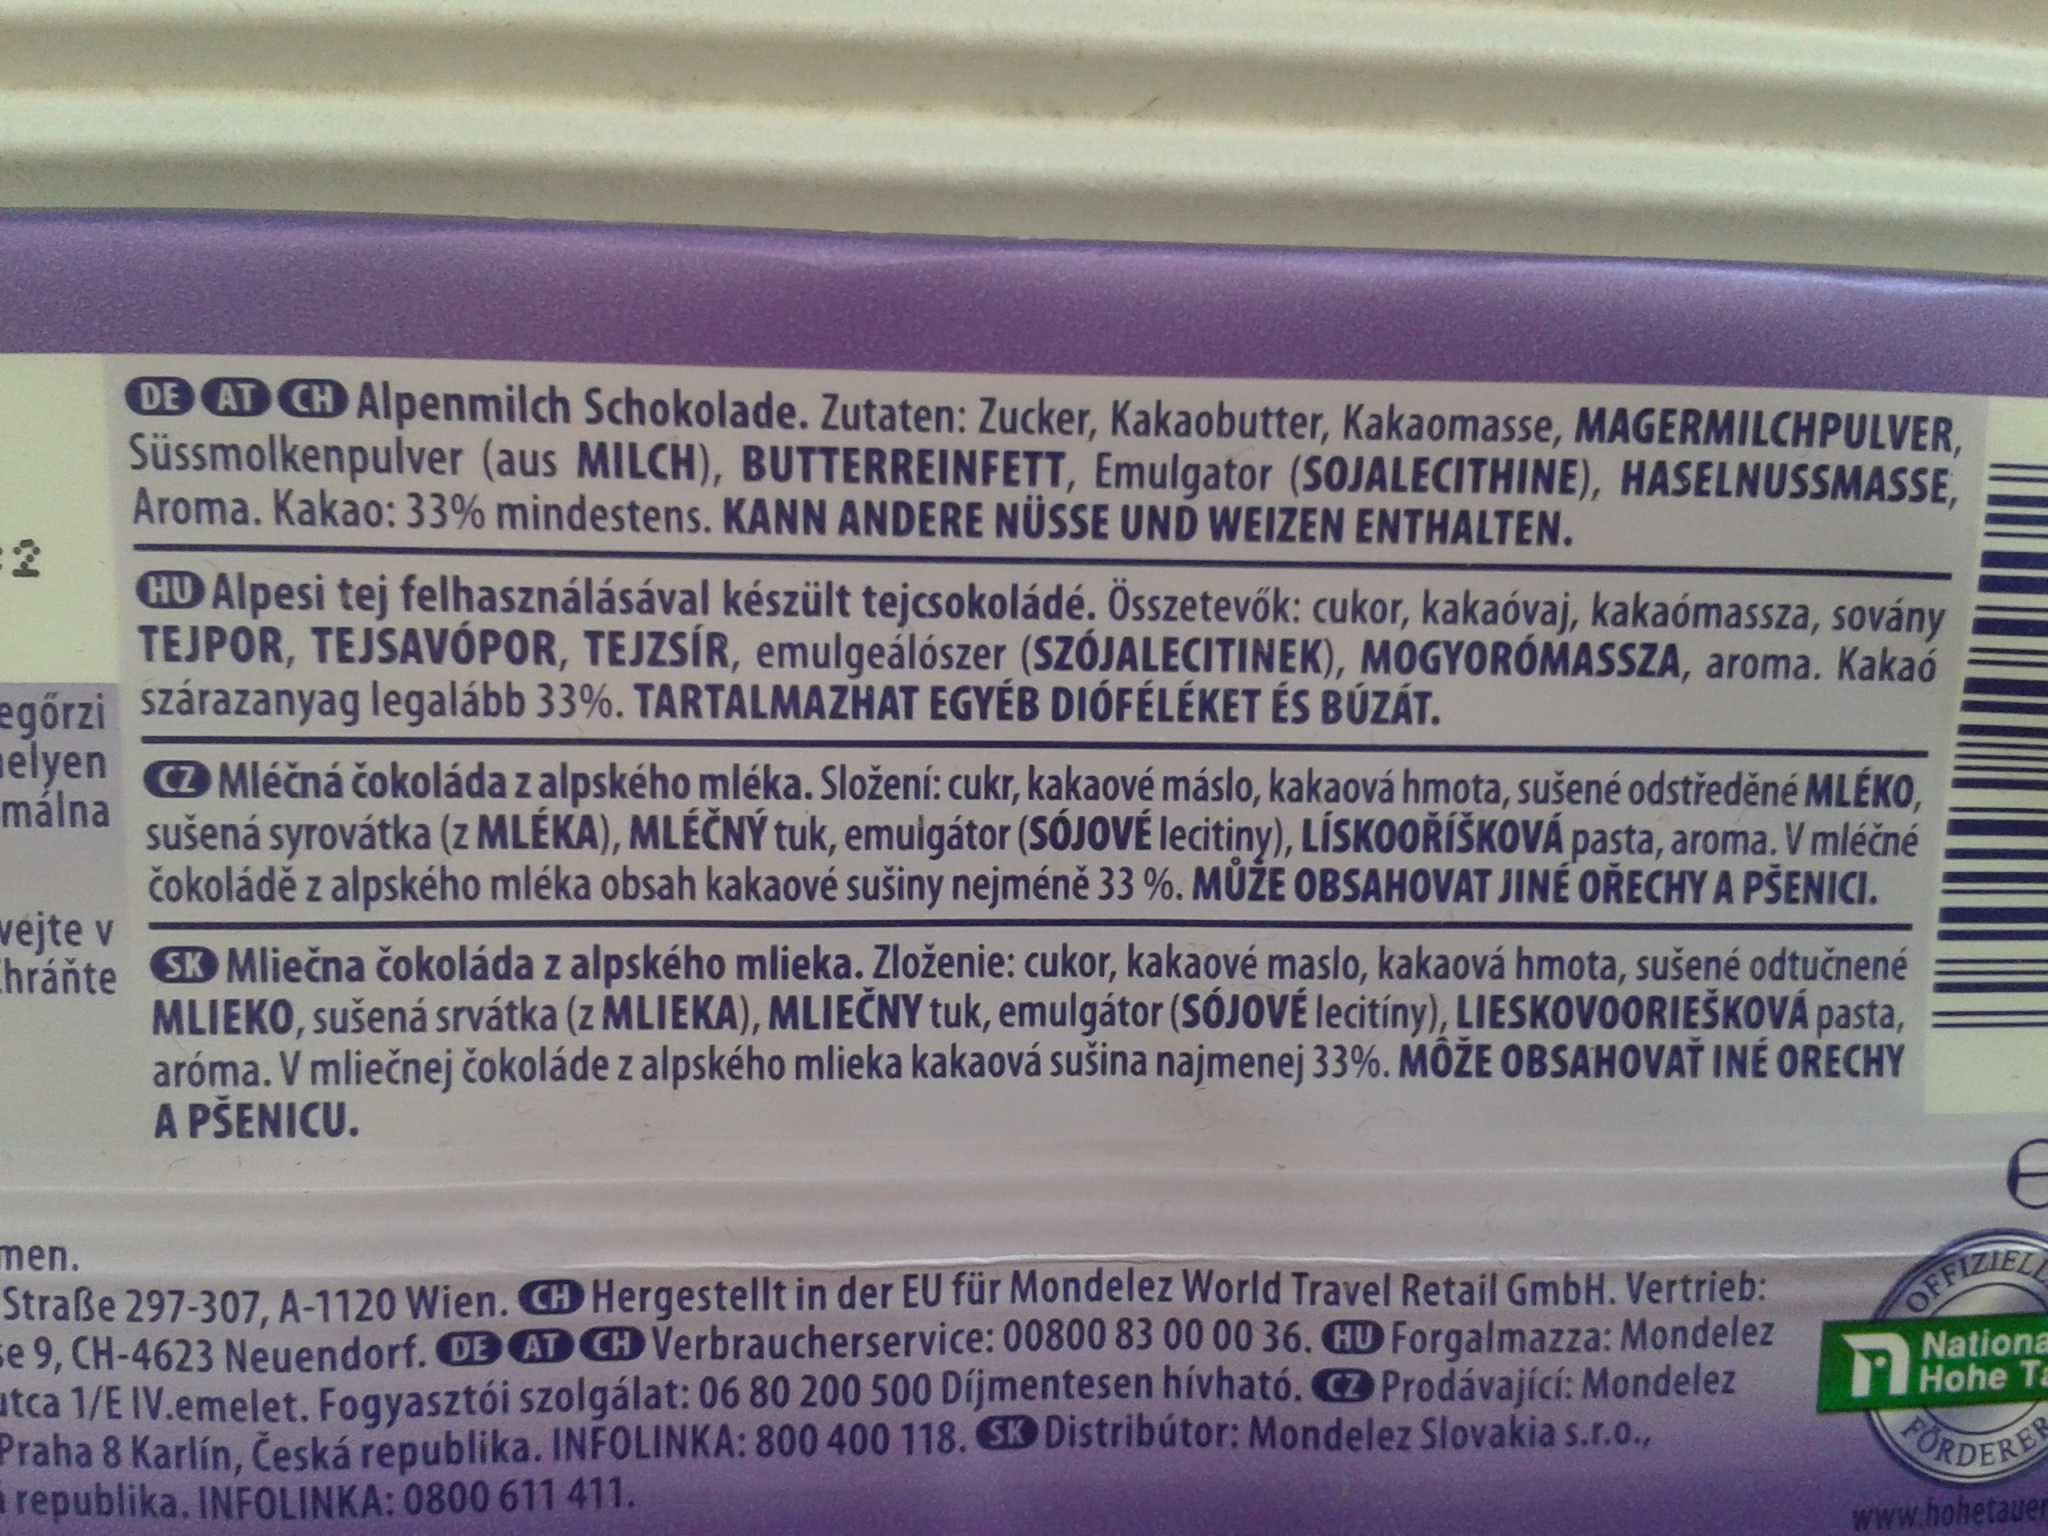 DE AT CH Alpenmilch Schokolade. Zutaten: Zucker, Kakaobutter, Kakaomasse, MAGERMILCHPULVER,
Süssmolkenpulver (aus MILCH), BUTTERREINFETT, Emulgator (SOJALECITHINE), HASELNUSSMASSE,
Aroma. Kakao: 33% mindestens. KANN ANDERE NÜSSE UND WEIZEN ENTHALTEN.
:2
HU Alpesi tej felhasználásával készült tejcsokoládé. Összetevők: cukor, kakaóvaj, kakaómassza, sovány
TEJPOR, TEJSAVÓPOR, TEJZSÍR, emulgeálószer (SZÓJALECITINEK), MOGYORÓMASSZA, aroma. Kakaó
szárazanyag legalább 33%. TARTALMAZHAT EGYÉB DIÓFÉLÉKET ÉS BÚZÁT.
egőrzi
helyen
málna
CZ Mléčná čokoláda z alpského mléka. Složení: cukr, kakaové máslo, kakaová hmota, sušené odstředěné MLÉKO,
sušená syrovátka (z MLÉKA), MLÉČNÝ tuk, emulgátor (SÓJOVÉ lecitiny), LÍSKOOŘÍŠKOVÁ pasta, aroma. V mléčné
čokoládě z alpského mléka obsah kakaové sušiny nejméně 33 %. MŮŽE OBSAHOVAT JINÉ OŘECHY A PŠENICI.
vejte v
hráňte
SK Mliečna čokoláda z alpského mlieka. Zloženie: cukor, kakaové maslo, kakaová hmota, sušené odtučnené
MLIEKO, sušená srvátka (z MLIEKA), MLIEČNY tuk, emulgátor (SÓJOVÉ lecitíny), LIESKOVOORIEŠKOVÁ pasta,
aróma. V mliečnej čokoláde z alpského mlieka kakaová sušina najmenej 33%. MÔŽE OBSAHOVAŤ INÉ ORECHY
A PŠENICU.
men.
Straße 297-307, A-1120 Wien. CH Hergestellt in der EU für Mondelez World Travel Retail GmbH. Vertrieb:
se 9, CH-4623 Neuendorf. DE AT CH Verbraucherservice: 00800 83 00 00 36. HU Forgalmazza: Mondelez
utca 1/E IV.emelet. Fogyasztói szolgálat: 06 80 200 500 Díjmentesen hívható. CZ Prodávající: Mondelez
Praha 8 Karlín, Česká republika. INFOLINKA: 800 400 118. SK Distribútor: Mondelez Slovakia s.r.o.,
republika. INFOLINKA: 0800 611 411.
℮
OFFIZIELL
Nationa
Hohe Ta
FÖRDERER
www.hohetauer